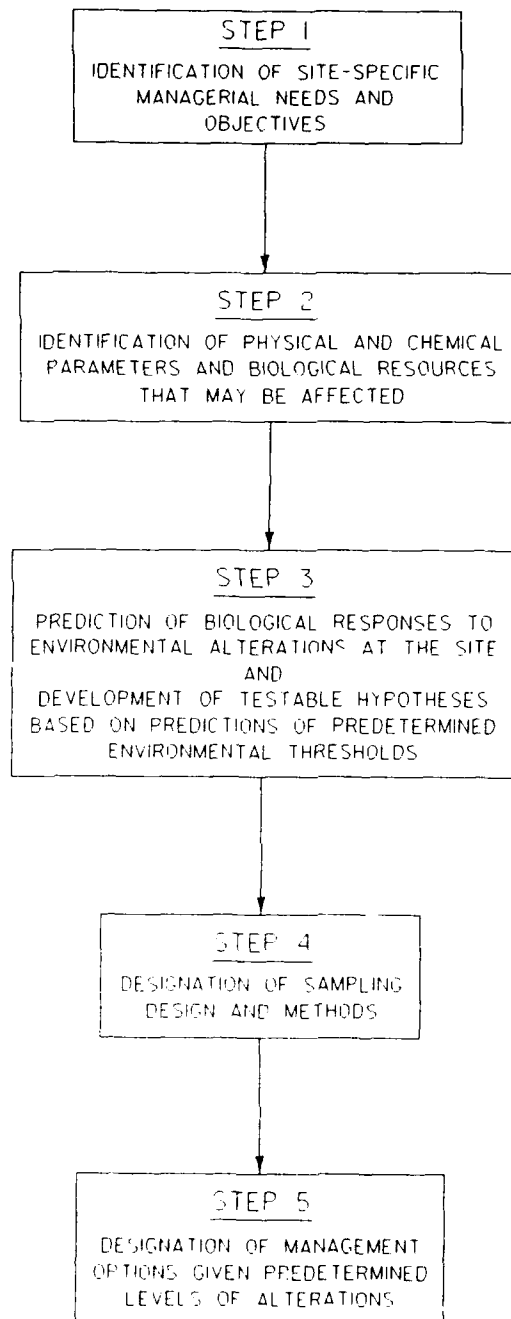 STEP 1
IDENTIFICATION OF SITE-SPECIFIC
MANAGERIAL NEEDS AND
OBJECTIVES
STEP 2
IDENTIFICATION OF PHYSICAL AND CHEMICAL
PARAMETERS AND BIOLOGICAL RESOURCES
THAT MAY BE AFFECTED
STEP 3
PREDICTION OF BIOLOGICAL RESPONSES TO
ENVIRONMENTAL ALTERATIONS AT THE SITE
AND
DEVELOPMENT OF TESTABLE HYPOTHESES
BASED ON PREDICTIONS OF PREDETERMINED
ENVIRONMENTAL THRESHOLDS
STEP 4
DESIGNATION OF SAMPLING
DESIGN AND METHODS
STEP 5
DESIGNATION OF MANAGEMENT
OPTIONS GIVEN PREDETERMINED
LEVELS OF ALTERATIONS